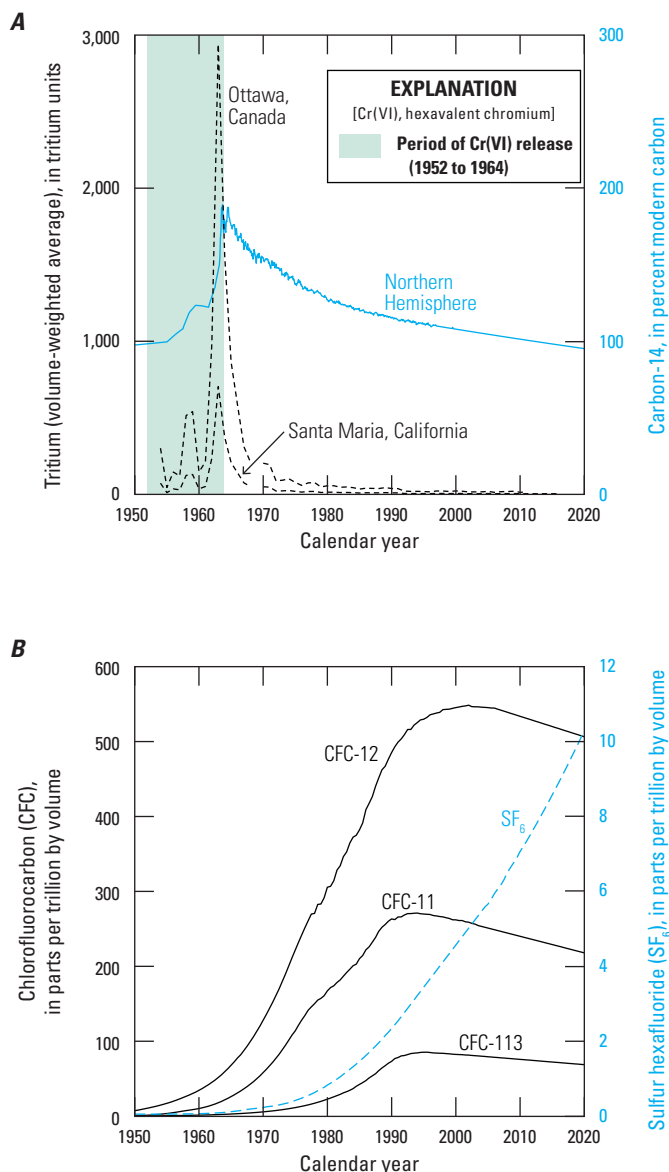 A
Tritium (volume-weighted average), in tritium units
3,000
2,000
1,000
0
300
200
100
0
Carbon-14, in percent modern carbon
Ottawa,
Canada
EXPLANATION
[Cr(VI), hexavalent chromium]
Period of Cr(VI) release
(1952 to 1964)
Northern
Hemisphere
Santa Maria, California
1950 1960 1970 1980 1990 2000 2010 2020
Calendar year
B
Chlorofluorocarbon (CFC),
in parts per trillion by volume
600
500
400
300
200
100
0
12
10
8
6
4
2
0
Sulfur hexafluoride (SF₆), in parts per trillion by volume
CFC-12
SF₆
CFC-11
CFC-113
1950 1960 1970 1980 1990 2000 2010 2020
Calendar year